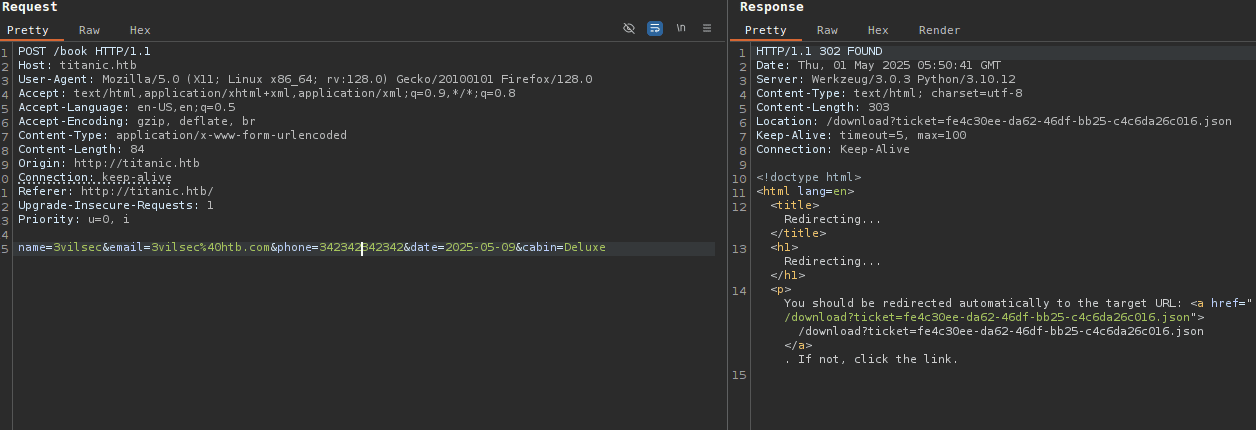 Request
Pretty Raw Hex \n
1 POST /book HTTP/1.1
2 Host: titanic.htb
3 User-Agent: Mozilla/5.0 (X11; Linux x86_64; rv:128.0) Gecko/20100101 Firefox/128.0
4 Accept: text/html,application/xhtml+xml,application/xml;q=0.9,*/*;q=0.8
5 Accept-Language: en-US,en;q=0.5
6 Accept-Encoding: gzip, deflate, br
7 Content-Type: application/x-www-form-urlencoded
8 Content-Length: 84
9 Origin: http://titanic.htb
0 Connection: keep-alive
1 Referer: http://titanic.htb/
2 Upgrade-Insecure-Requests: 1
3 Priority: u=0, i
4
5 name=3vilsec&email=3vilsec%40htb.com&phone=342342342342&date=2025-05-09&cabin=Deluxe
Response
Pretty Raw Hex Render
1 HTTP/1.1 302 FOUND
2 Date: Thu, 01 May 2025 05:50:41 GMT
3 Server: Werkzeug/3.0.3 Python/3.10.12
4 Content-Type: text/html; charset=utf-8
5 Content-Length: 303
6 Location: /download?ticket=fe4c30ee-da62-46df-bb25-c4c6da26c016.json
7 Keep-Alive: timeout=5, max=100
8 Connection: Keep-Alive
9
10 <!doctype html>
11 <html lang=en>
12 <title>
Redirecting...
</title>
13 <h1>
Redirecting...
</h1>
14 <p>
You should be redirected automatically to the target URL: <a href="
/download?ticket=fe4c30ee-da62-46df-bb25-c4c6da26c016.json">
/download?ticket=fe4c30ee-da62-46df-bb25-c4c6da26c016.json
</a>
. If not, click the link.
15